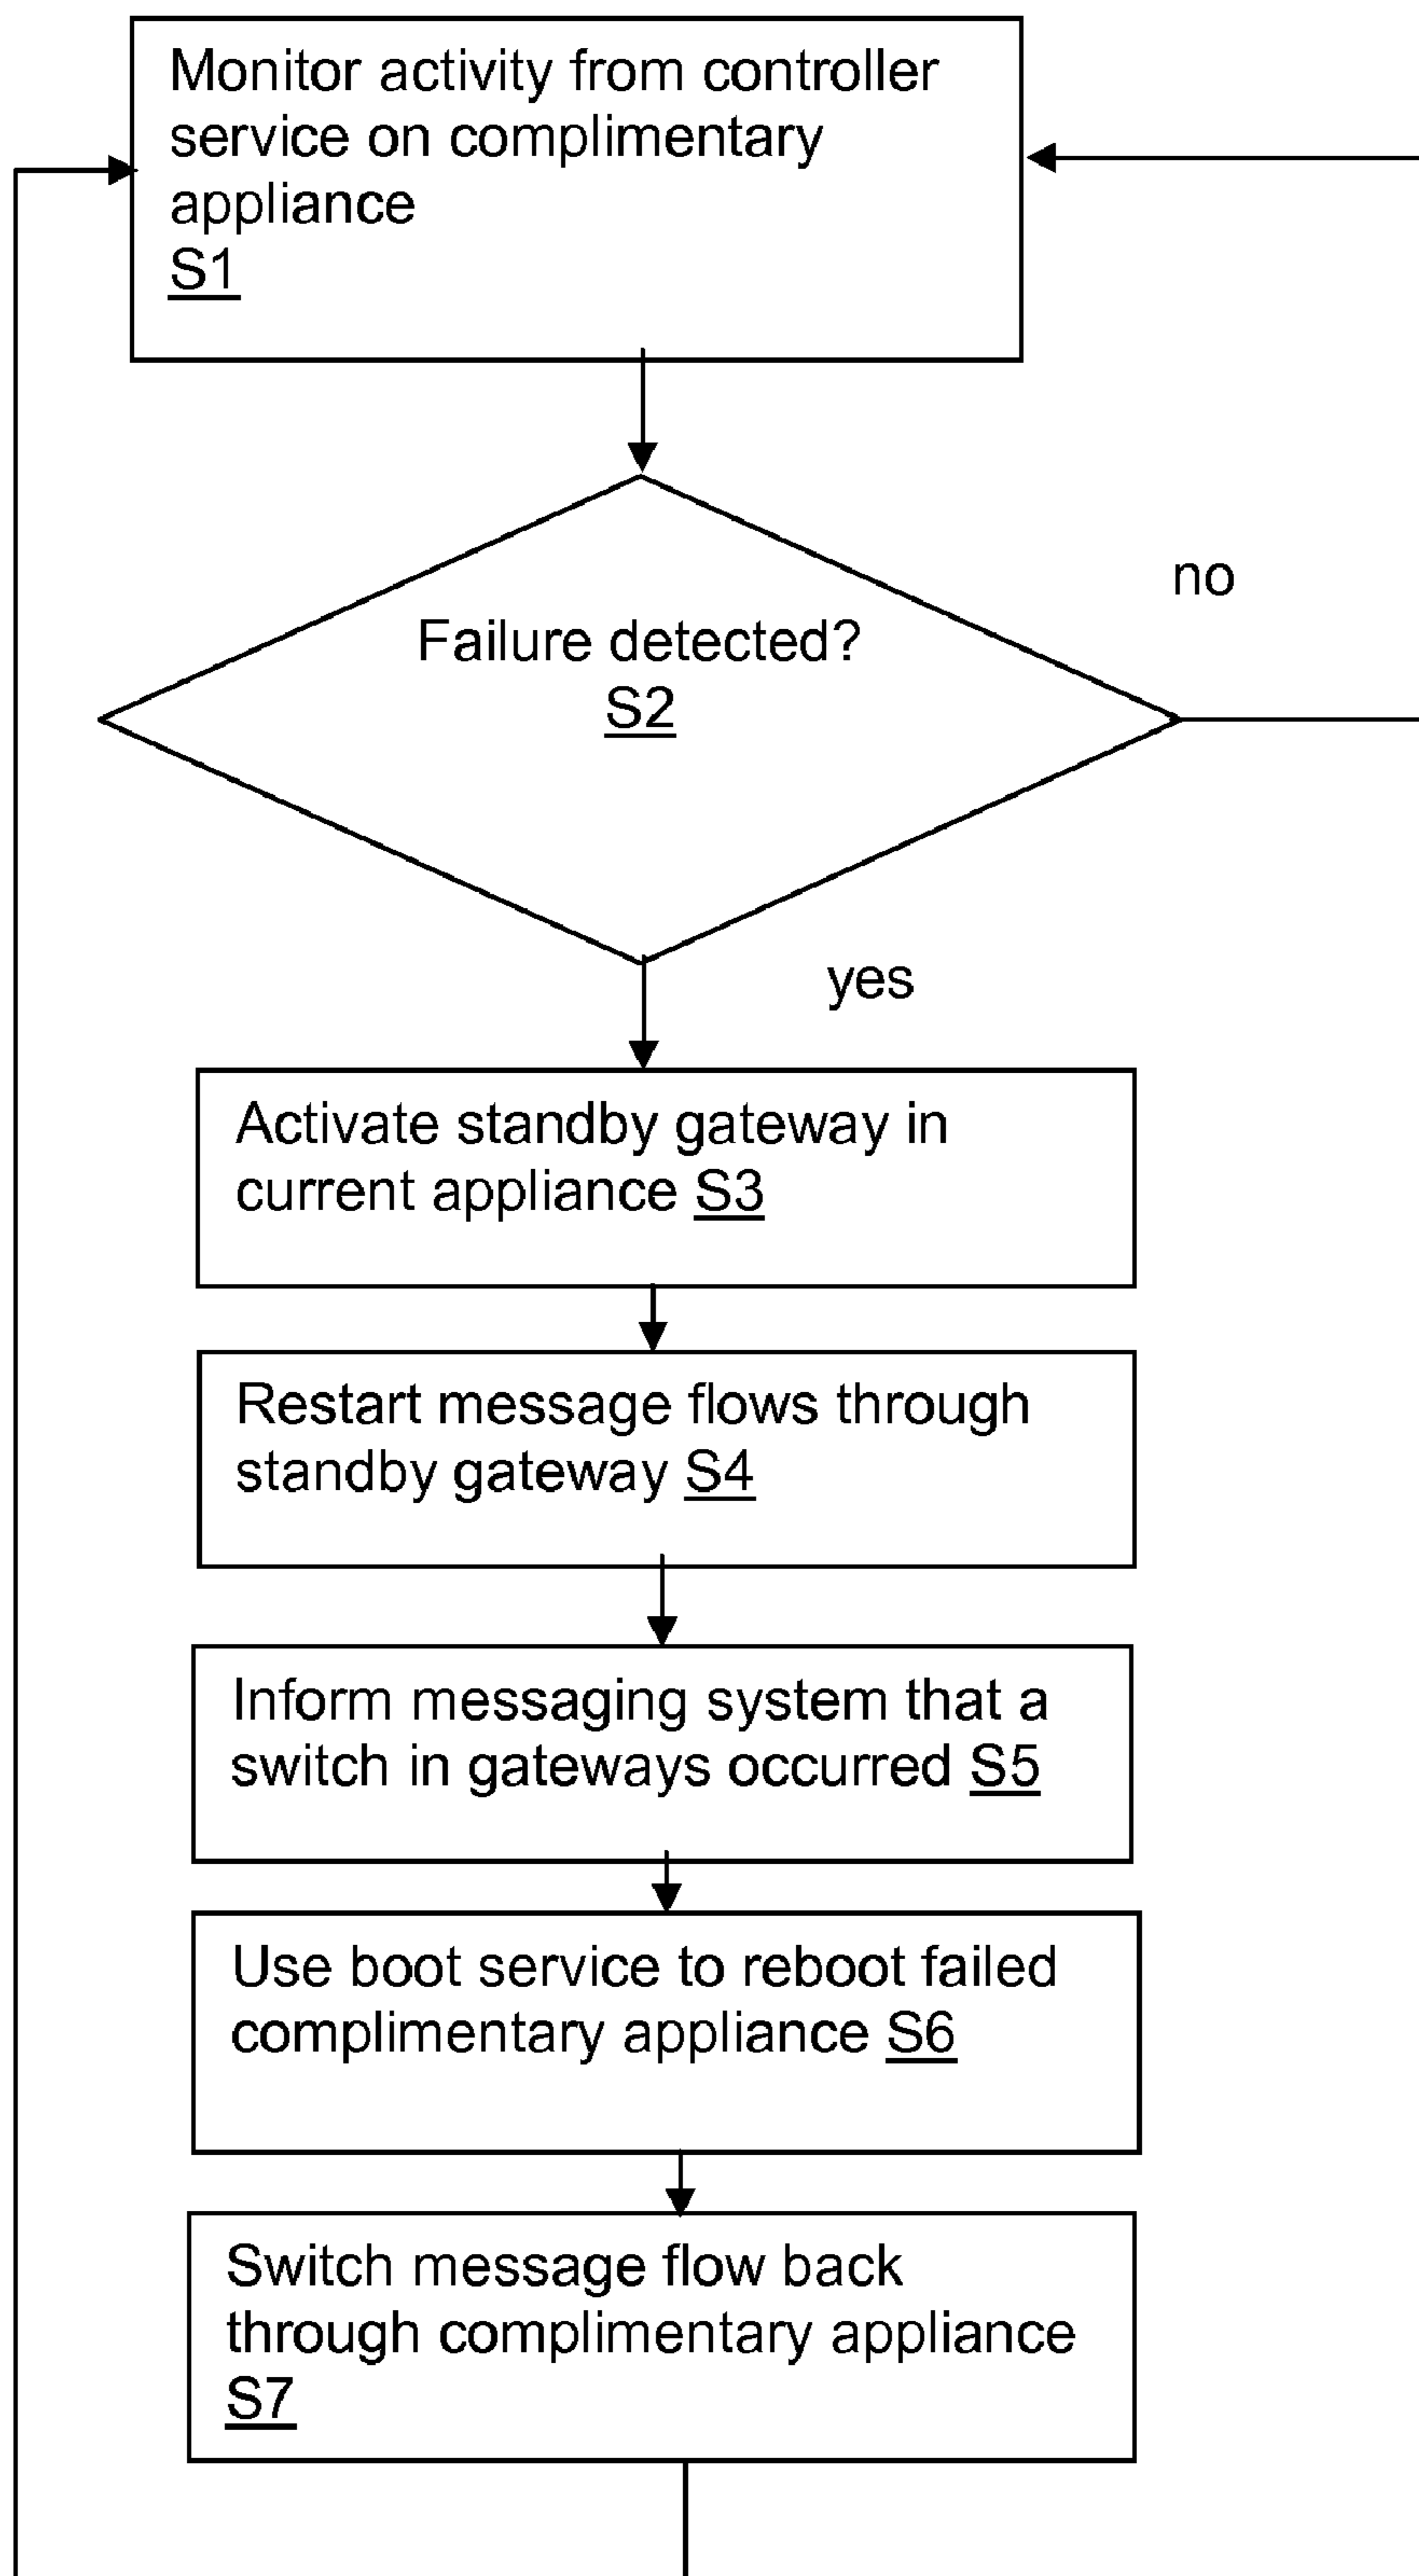 Monitor activity from controller
service on complimentary
appliance
S1
no
Failure detected?
S2
yes
Activate standby gateway in
current appliance S3
Restart message flows through
standby gateway S4
Inform messaging system that a
switch in gateways occurred S5
Use boot service to reboot failed
complimentary appliance S6
Switch message flow back
through complimentary appliance
S7